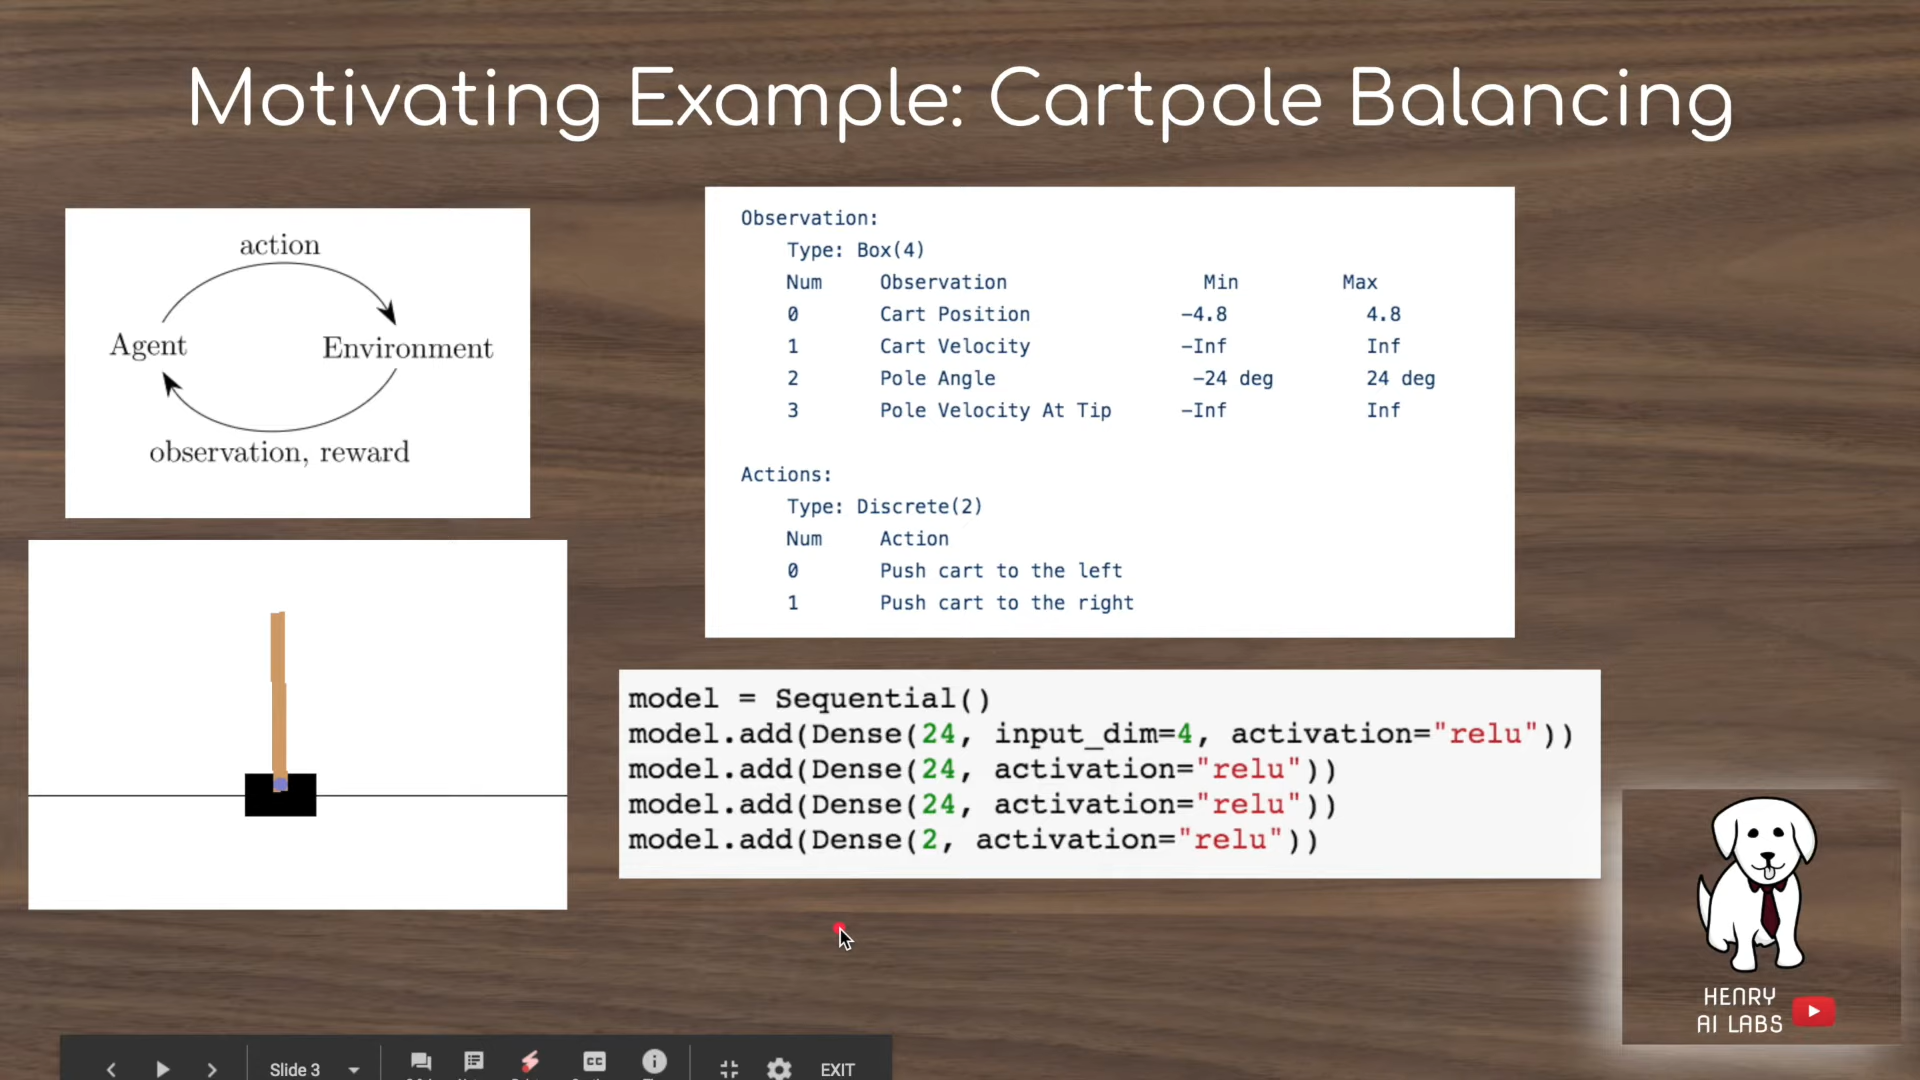 Motivating Example: Cartpole Balancing
action
Agent
Environment
observation, reward
Observation:
Type: Box(4)
Num Observation Min Max
0 Cart Position -4.8 4.8
1 Cart Velocity -Inf Inf
2 Pole Angle -24 deg 24 deg
3 Pole Velocity At Tip -Inf Inf
Actions:
Type: Discrete(2)
Num Action
0 Push cart to the left
1 Push cart to the right
model = Sequential()
model.add(Dense(24, input_dim=4, activation="relu"))
model.add(Dense(24, activation="relu"))
model.add(Dense(24, activation="relu"))
model.add(Dense(2, activation="relu"))
HENRY
AI LABS
Slide 3
CC
EXIT